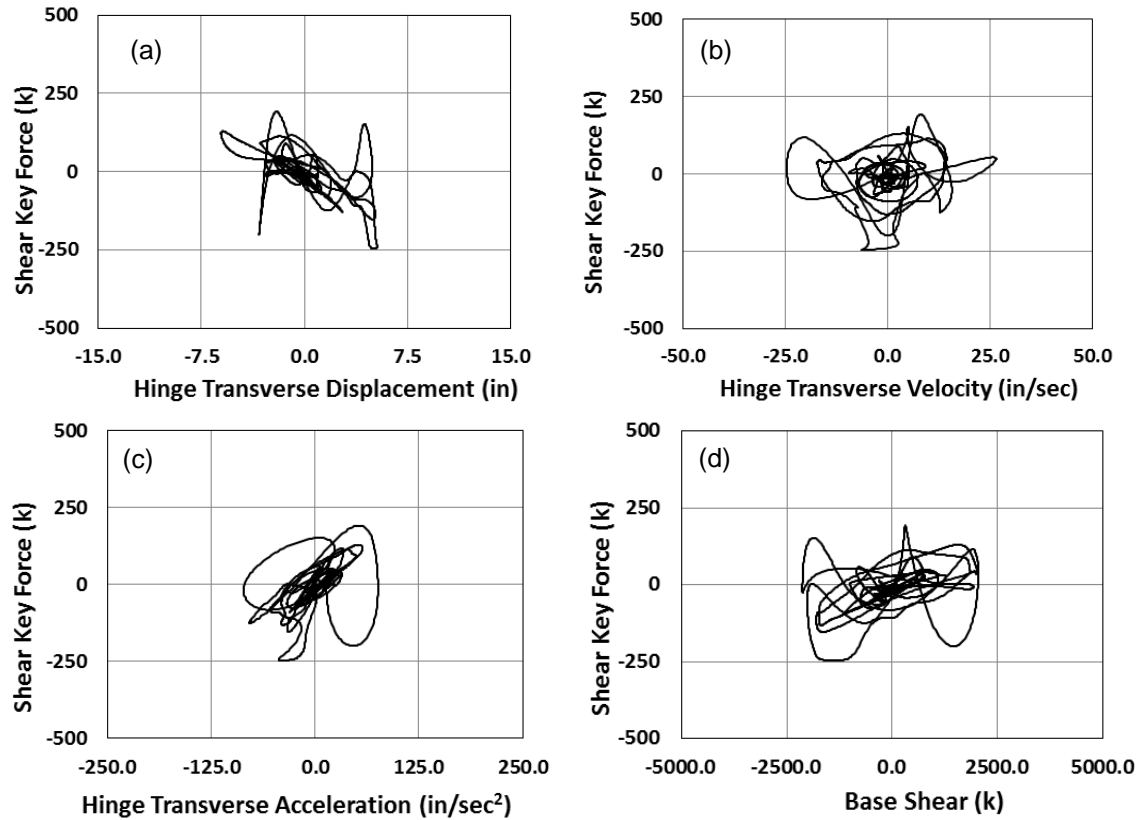 (a)
500
250
0
-250
-500
Shear Key Force (k)
-15.0 -7.5 0.0 7.5 15.0
Hinge Transverse Displacement (in)
(b)
500
250
0
-250
-500
Shear Key Force (k)
-50.0 -25.0 0.0 25.0 50.0
Hinge Transverse Velocity (in/sec)
(c)
500
250
0
-250
-500
Shear Key Force (k)
-250.0 -125.0 0.0 125.0 250.0
Hinge Transverse Acceleration (in/sec²)
(d)
500
250
0
-250
-500
Shear Key Force (k)
-5000.0 -2500.0 0.0 2500.0 5000.0
Base Shear (k)